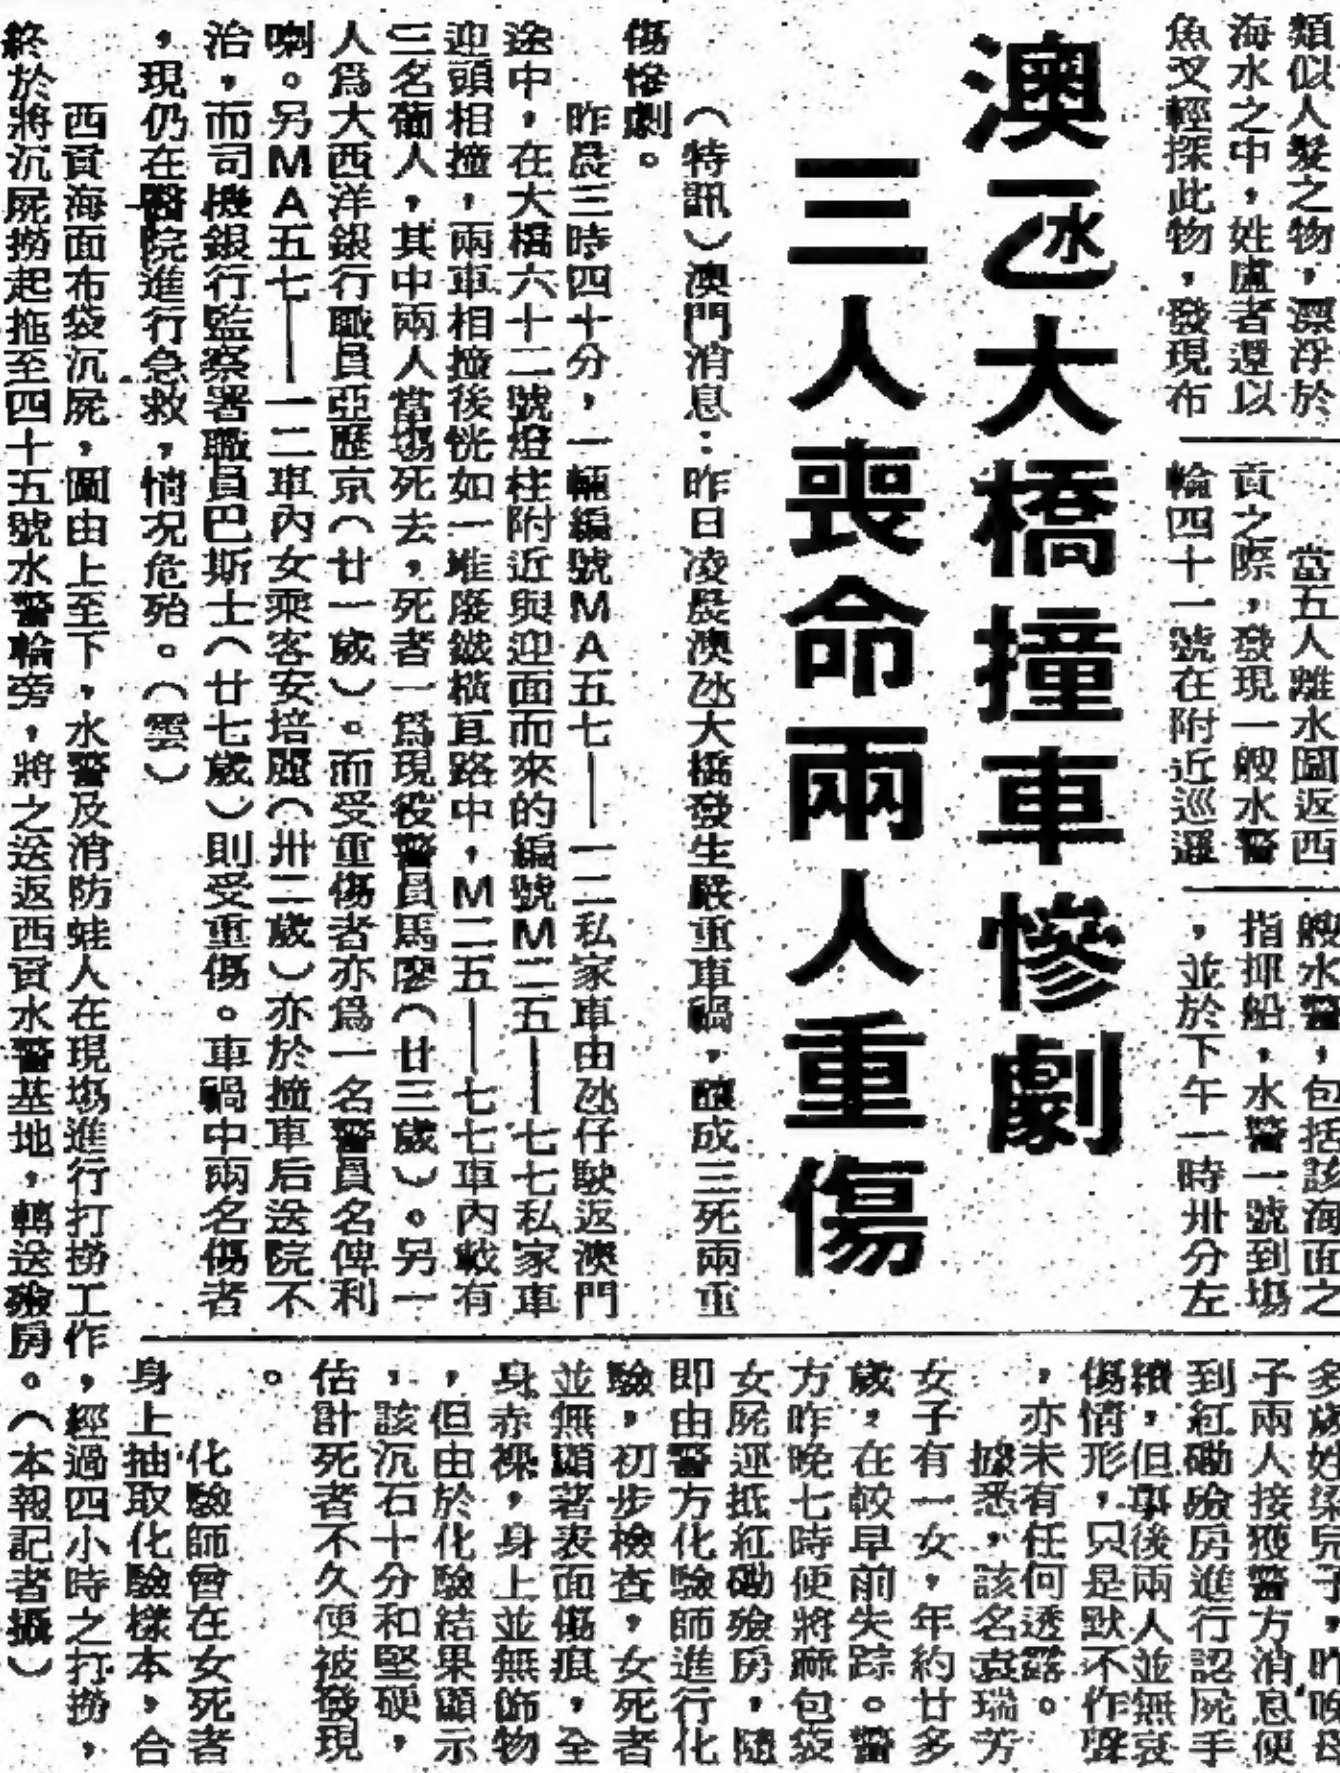 類似人髮之物，漂浮於
海水之中，姓盧者還以
魚叉輕探此物，發現布
當五人離水圖返西
貢之際，發現一艘水警
輪四十一號在附近巡邏
艘水警，包括該海面之
指揮船，水警一號到場
，並於下午一時卅分左
澳氹大橋撞車慘劇
三人喪命兩人重傷
（特訊）澳門消息：昨日凌晨澳氹大橋發生嚴重車禍，釀成三死兩重
傷慘劇。
昨晨三時四十分，一輛編號ＭＡ五七——一二私家車由氹仔駛返澳門
途中，在大橋六十二號燈柱附近與迎面而來的編號Ｍ二五——七七私家車
迎頭相撞，兩車相撞後恍如一堆廢鐵橫亘路中，Ｍ二五——七七車內載有
三名葡人，其中兩人當場死去，死者一為現役警員馬廖（廿三歲）。另一
人為大西洋銀行職員亞歷京（廿一歲）。而受重傷者亦為一名警員名俾利
喇。另ＭＡ五七——一二車內女乘客安培麗（卅二歲）亦於撞車后送院不
治，而司機銀行監察署職員巴斯士（廿七歲）則受重傷。車禍中兩名傷者
，現仍在醫院進行急救，情況危殆。（雲）
多歲姓梁兒子，昨晚母
子兩人接獲警方消息便
到紅磡殮房進行認屍手
續，但事後兩人並無哀
傷情形，只是默不作聲
，亦未有任何透露。
據悉，該名袁瑞芳
女子有一女，年約廿多
歲，在較早前失踪。警
方昨晚七時便將麻包袋
女屍運抵紅磡殮房，隨
即由警方化驗師進行化
驗，初步檢查，女死者
並無顯著表面傷痕，全
身赤裸，身上並無飾物
，但由於化驗結果顯示
，該沉石十分和堅硬，
估計死者不久便被發現
。
化驗師曾在女死者
身上抽取化驗樣本，合
西貢海面布袋沉屍，圖由上至下，水警及消防蛙人在現場進行打撈工作，經過四小時之打撈，
終於將沉屍撈起拖至四十五號水警輪旁，將之送返西貢水警基地，轉送殮房。（本報記者攝）